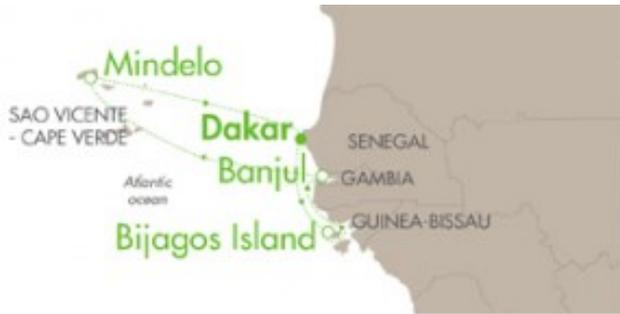 Mindelo
SAO VICENTE
- CAPE VERDE
Dakar
SENEGAL
Banjul
GAMBIA
Atlantic
ocean
GUINEA-BISSAU
Bijagos Island